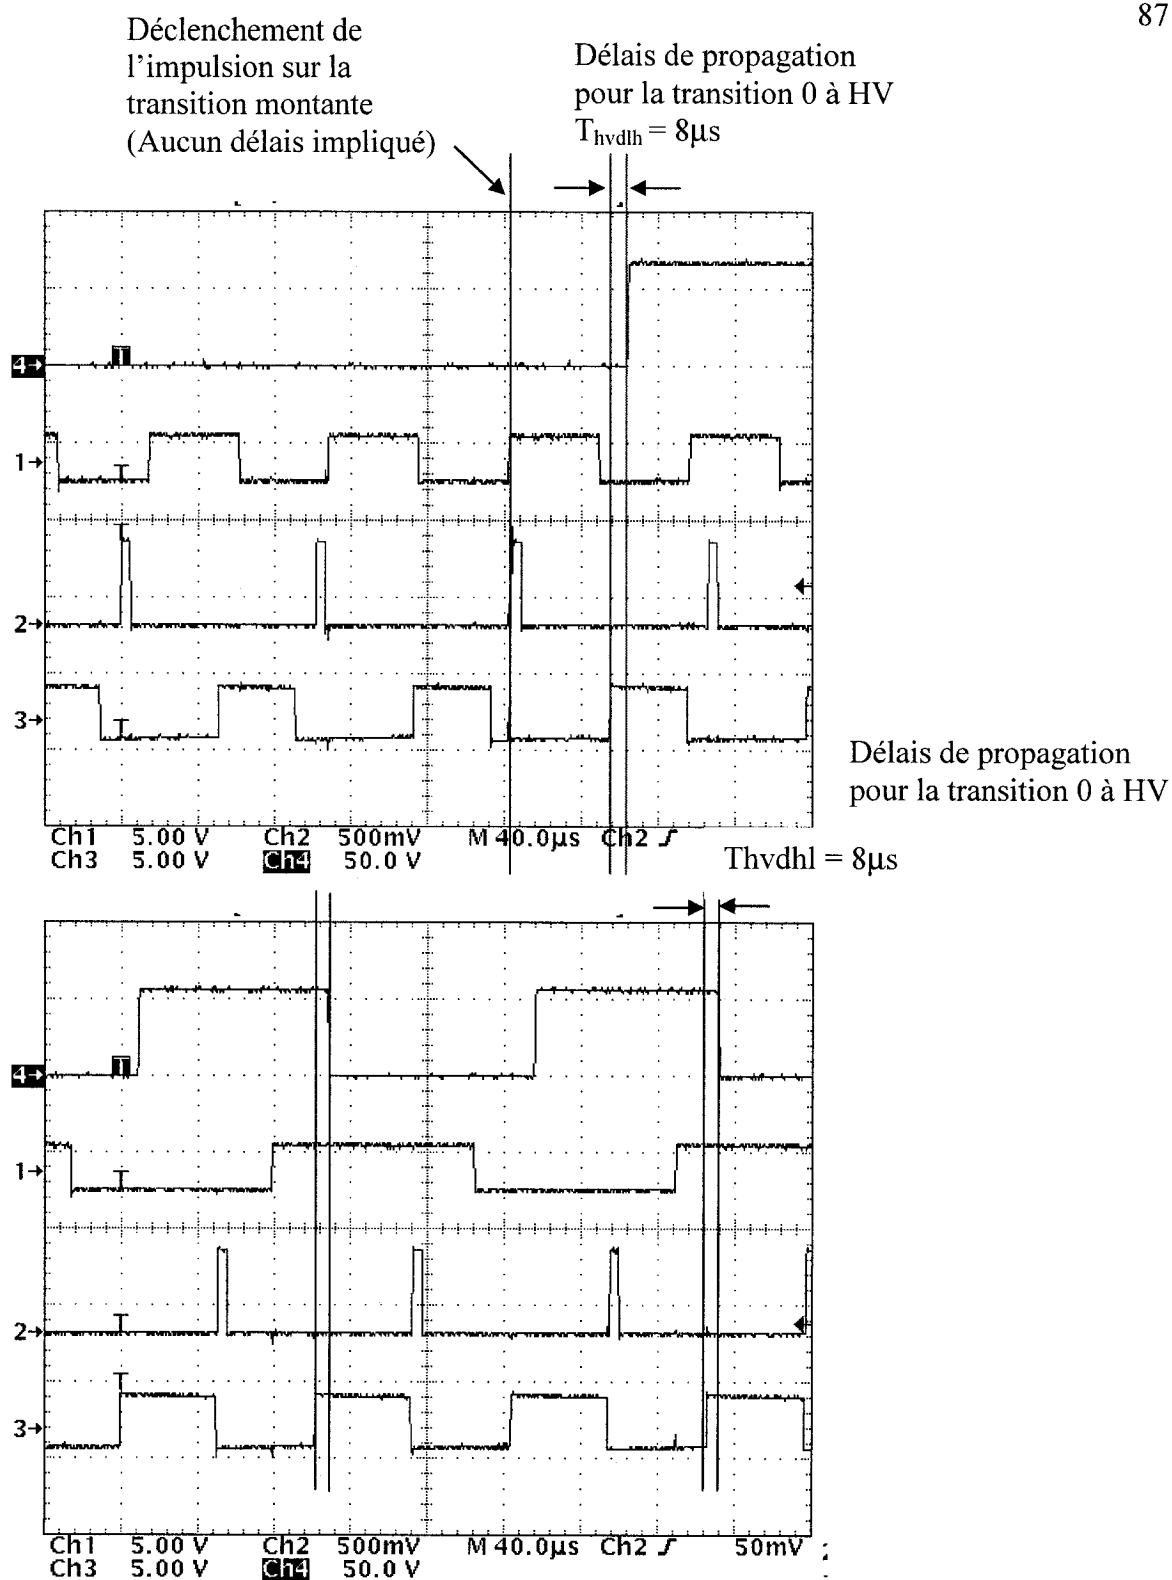 87
Déclenchement de
l'impulsion sur la
transition montante
(Aucun délais impliqué)
Délais de propagation
pour la transition 0 à HV
Thvdlh = 8µs
T
4→
1→
T
T
2→
3→
T
Ch1 5.00 V Ch2 500mV M 40.0µs Ch2
Ch3 5.00 V Ch4 50.0 V
Délais de propagation
pour la transition 0 à HV
Thvdhl = 8µs
T
4→
1→
T
2→
T
T
3→
Ch1 5.00 V Ch2 500mV M 40.0µs Ch2 50mV
Ch3 5.00 V Ch4 50.0 V